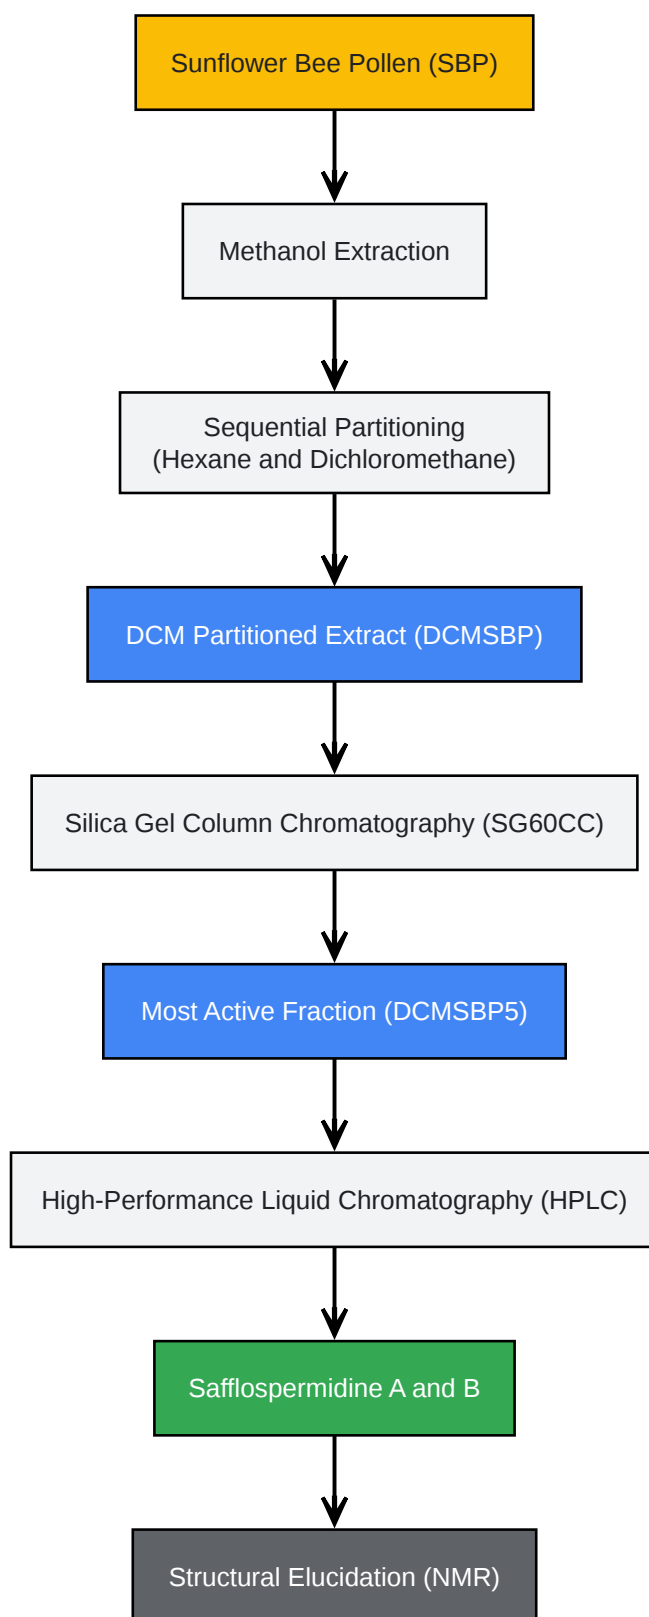 Sunflower Bee Pollen (SBP)
Methanol Extraction
Sequential Partitioning
(Hexane and Dichloromethane)
DCM Partitioned Extract (DCMSBP)
Silica Gel Column Chromatography (SG60CC)
Most Active Fraction (DCMSBP5)
High-Performance Liquid Chromatography (HPLC)
Safflospermidine A and B
Structural Elucidation (NMR)